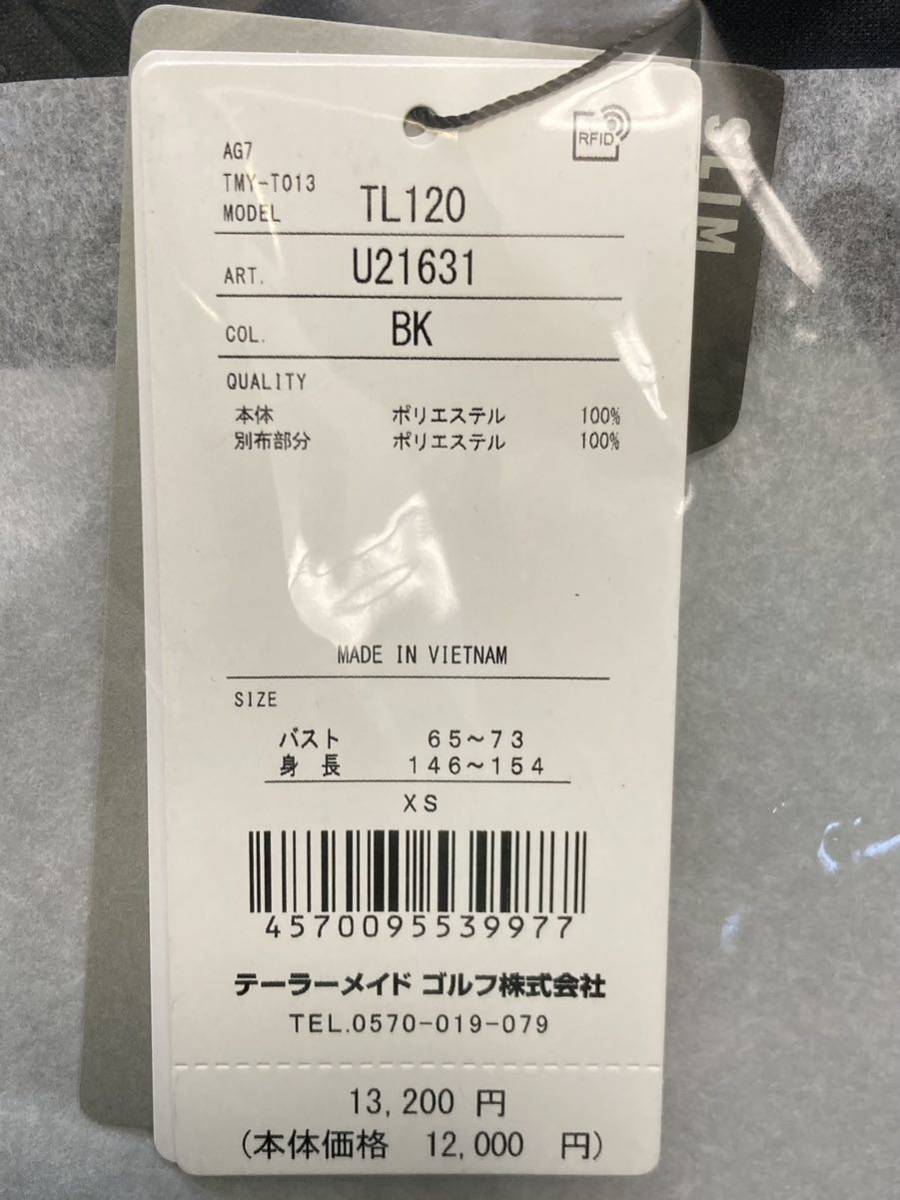 RFID
SLIM
AG7
TMY-T013
MODEL TL120
ART. U21631
COL. BK
QUALITY
本体 ポリエステル 100%
別布部分 ポリエステル 100%
MADE IN VIETNAM
SIZE
バスト 65~73
身長 146~154
XS
4570095539977
テーラーメイド ゴルフ株式会社
TEL.0570-019-079
13,200 円
(本体価格 12,000 円)